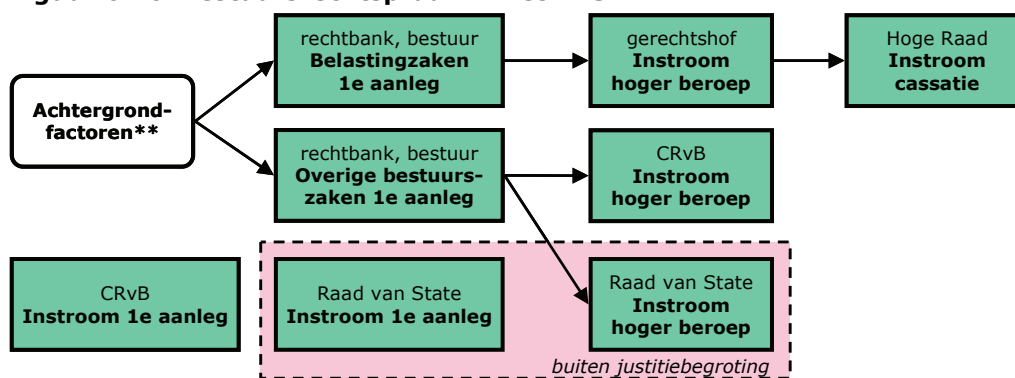 rechtbank, bestuur
Belastingzaken
1e aanleg
gerechtshof
Instroom
hoger beroep
Hoge Raad
Instroom
cassatie
Achtergrond-
factoren**
rechtbank, bestuur
Overige bestuurs-
zaken 1e aanleg
CRvB
Instroom
hoger beroep
CRvB
Instroom 1e aanleg
Raad van State
Instroom 1e aanleg
Raad van State
Instroom
hoger beroep
buiten justitiebegroting